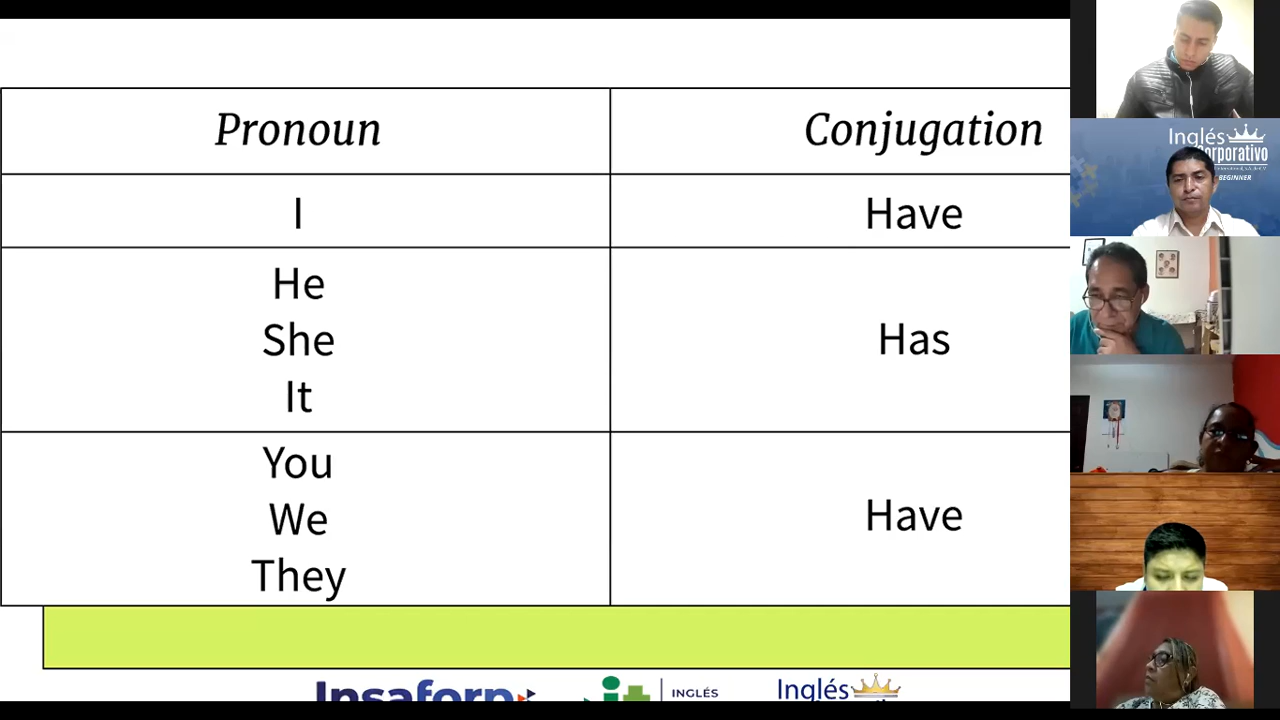 Pronoun Conjugation
I Have
He
She
It
Has
You
We
They
Have
Insaforp
INGLÉS
Inglés
Inglés
Corporativo
BEGINNER